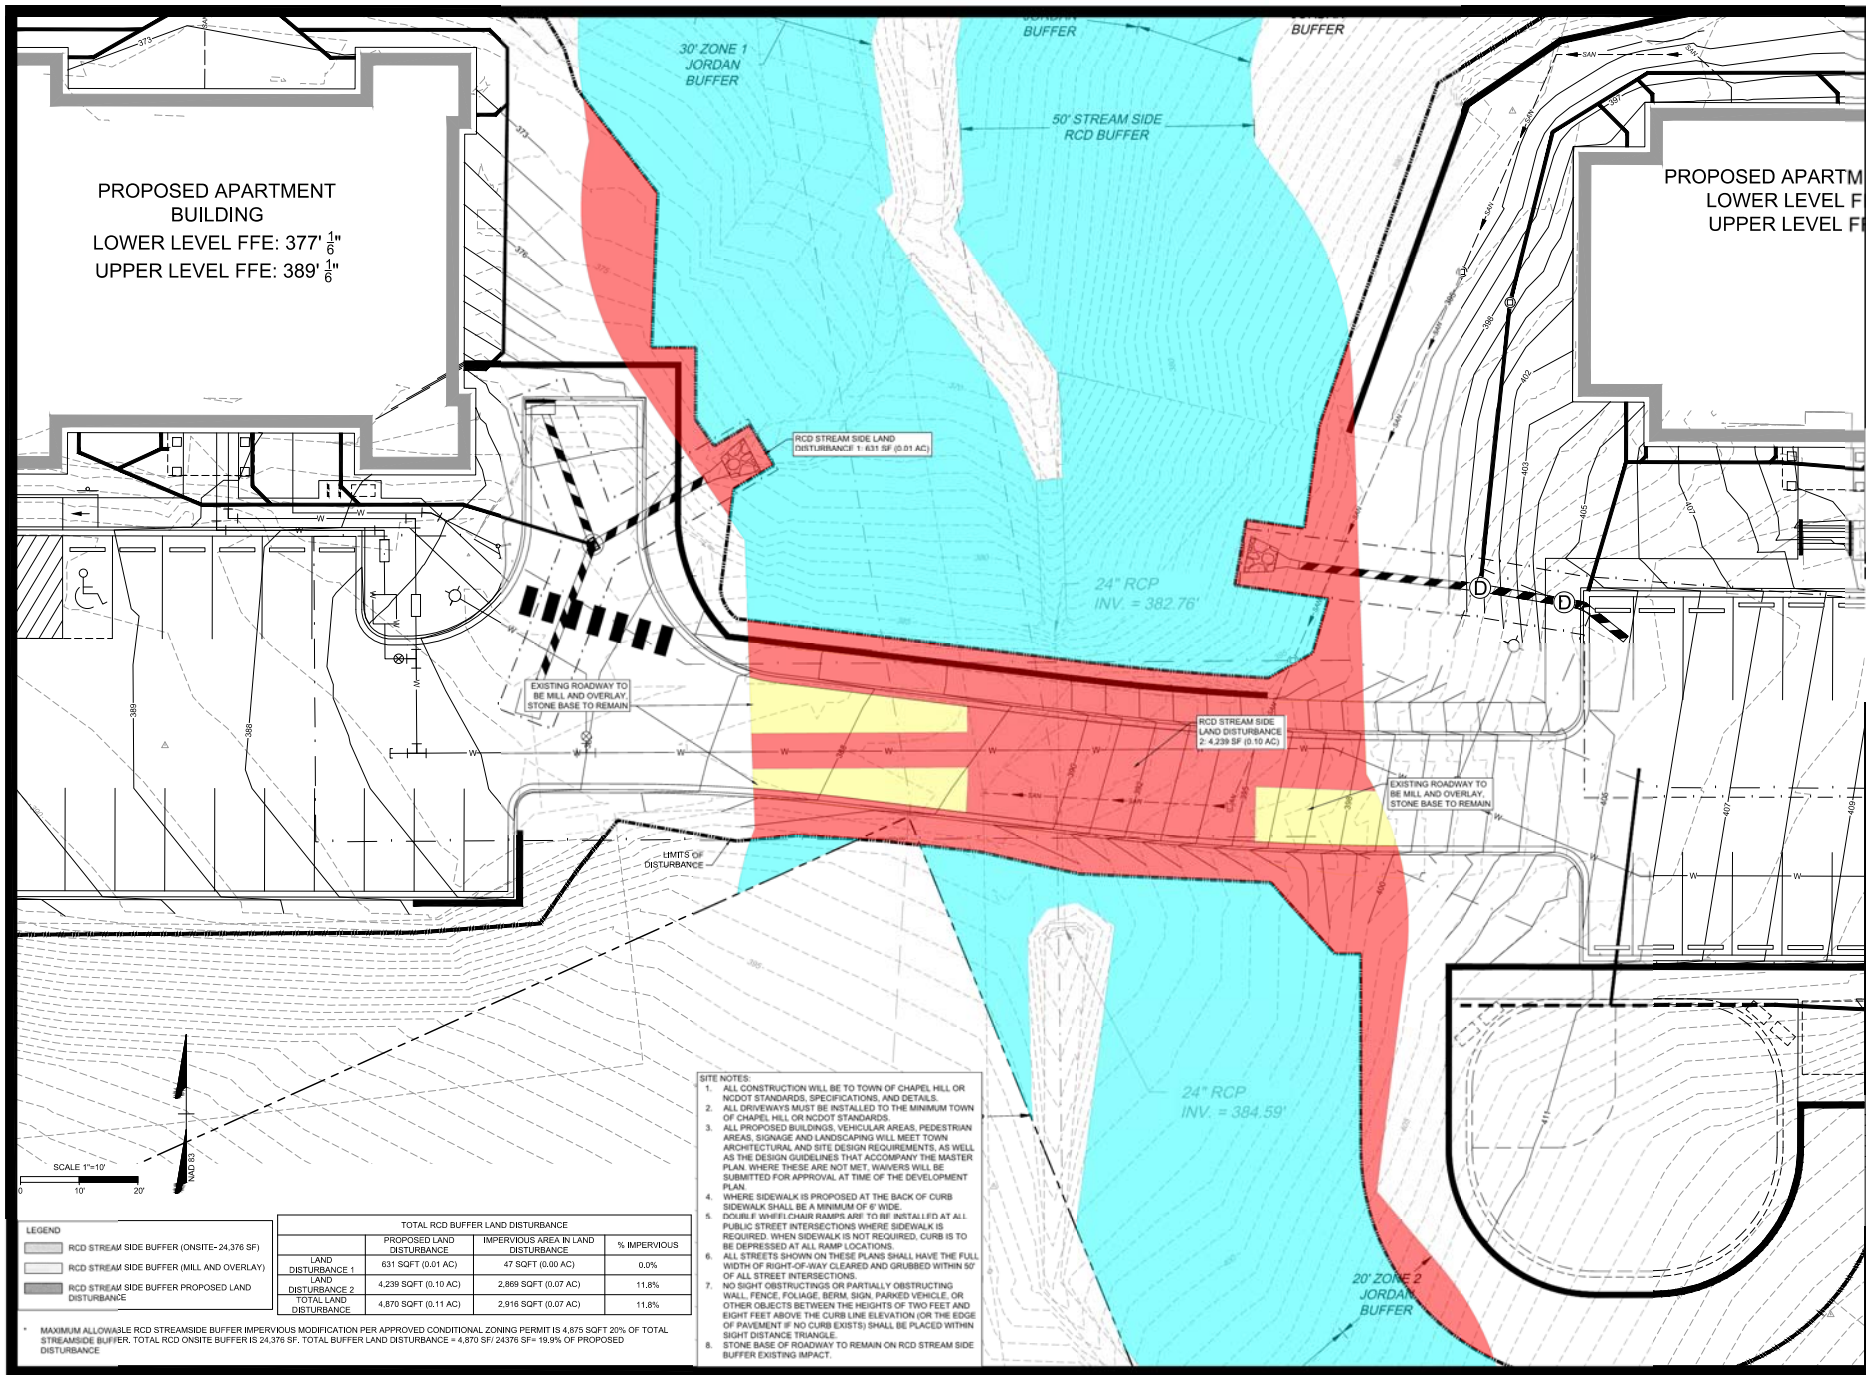 30' ZONE 1
JORDAN
BUFFER
JORDAN
BUFFER
BUFFER
50' STREAM SIDE
RCD BUFFER
PROPOSED APARTMENT
BUILDING
LOWER LEVEL FFE: 377' 1/6"
UPPER LEVEL FFE: 389' 1/6"
PROPOSED APARTM
LOWER LEVEL F
UPPER LEVEL F
373
373
376
375
397
398
402
403
405
407
RCD STREAM SIDE LAND
DISTURBANCE 1: 631 SF (0.01 AC)
24" RCP
INV. = 382.76'
D
D
EXISTING ROADWAY TO
BE MILL AND OVERLAY,
STONE BASE TO REMAIN
RCD STREAM SIDE
LAND DISTURBANCE
2: 4,239 SF (0.10 AC)
EXISTING ROADWAY TO
BE MILL AND OVERLAY,
STONE BASE TO REMAIN
389
388
390
400
405
407
409
395
411
LIMITS OF
DISTURBANCE
24" RCP
INV. = 384.59'
20' ZONE 2
JORDAN
BUFFER
NAD 83
SCALE 1"=10'
0 10' 20'
LEGEND
RCD STREAM SIDE BUFFER (ONSITE- 24,376 SF)
RCD STREAM SIDE BUFFER (MILL AND OVERLAY)
RCD STREAM SIDE BUFFER PROPOSED LAND
DISTURBANCE
TOTAL RCD BUFFER LAND DISTURBANCE
PROPOSED LAND DISTURBANCE IMPERVIOUS AREA IN LAND DISTURBANCE % IMPERVIOUS
LAND DISTURBANCE 1 631 SQFT (0.01 AC) 47 SQFT (0.00 AC) 0.0%
LAND DISTURBANCE 2 4,239 SQFT (0.10 AC) 2,869 SQFT (0.07 AC) 11.8%
TOTAL LAND DISTURBANCE 4,870 SQFT (0.11 AC) 2,916 SQFT (0.07 AC) 11.8%
* MAXIMUM ALLOWABLE RCD STREAMSIDE BUFFER IMPERVIOUS MODIFICATION PER APPROVED CONDITIONAL ZONING PERMIT IS 4,875 SQFT 20% OF TOTAL
STREAMSIDE BUFFER. TOTAL RCD ONSITE BUFFER IS 24,376 SF. TOTAL BUFFER LAND DISTURBANCE = 4,870 SF/ 24376 SF= 19.9% OF PROPOSED
DISTURBANCE
SITE NOTES:
1. ALL CONSTRUCTION WILL BE TO TOWN OF CHAPEL HILL OR
NCDOT STANDARDS, SPECIFICATIONS, AND DETAILS.
2. ALL DRIVEWAYS MUST BE INSTALLED TO THE MINIMUM TOWN
OF CHAPEL HILL OR NCDOT STANDARDS.
3. ALL PROPOSED BUILDINGS, VEHICULAR AREAS, PEDESTRIAN
AREAS, SIGNAGE AND LANDSCAPING WILL MEET TOWN
ARCHITECTURAL AND SITE DESIGN REQUIREMENTS, AS WELL
AS THE DESIGN GUIDELINES THAT ACCOMPANY THE MASTER
PLAN. WHERE THESE ARE NOT MET, WAIVERS WILL BE
SUBMITTED FOR APPROVAL AT TIME OF THE DEVELOPMENT
PLAN.
4. WHERE SIDEWALK IS PROPOSED AT THE BACK OF CURB
SIDEWALK SHALL BE A MINIMUM OF 6' WIDE.
5. DOUBLE WHEELCHAIR RAMPS ARE TO BE INSTALLED AT ALL
PUBLIC STREET INTERSECTIONS WHERE SIDEWALK IS
REQUIRED. WHEN SIDEWALK IS NOT REQUIRED, CURB IS TO
BE DEPRESSED AT ALL RAMP LOCATIONS.
6. ALL STREETS SHOWN ON THESE PLANS SHALL HAVE THE FULL
WIDTH OF RIGHT-OF-WAY CLEARED AND GRUBBED WITHIN 50'
OF ALL STREET INTERSECTIONS.
7. NO SIGHT OBSTRUCTINGS OR PARTIALLY OBSTRUCTING
WALL, FENCE, FOLIAGE, BERM, SIGN, PARKED VEHICLE, OR
OTHER OBJECTS BETWEEN THE HEIGHTS OF TWO FEET AND
EIGHT FEET ABOVE THE CURB LINE ELEVATION (OR THE EDGE
OF PAVEMENT IF NO CURB EXISTS) SHALL BE PLACED WITHIN
SIGHT DISTANCE TRIANGLE.
8. STONE BASE OF ROADWAY TO REMAIN ON RCD STREAM SIDE
BUFFER EXISTING IMPACT.